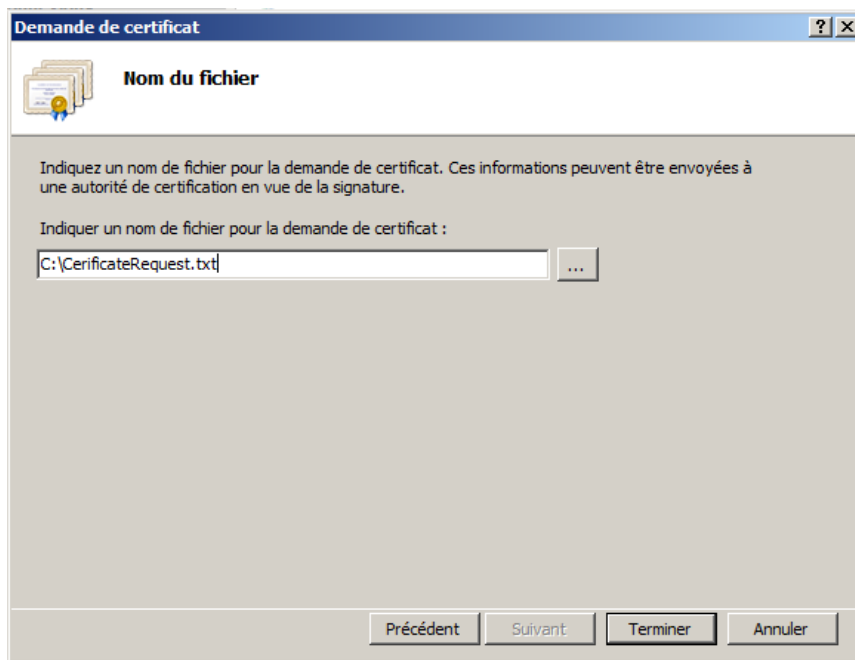 Demande de certificat
Nom du fichier
Indiquez un nom de fichier pour la demande de certificat. Ces informations peuvent être envoyées à
une autorité de certification en vue de la signature.
Indiquer un nom de fichier pour la demande de certificat :
C:\CerificateRequest.txt
...
Précédent Suivant Terminer Annuler